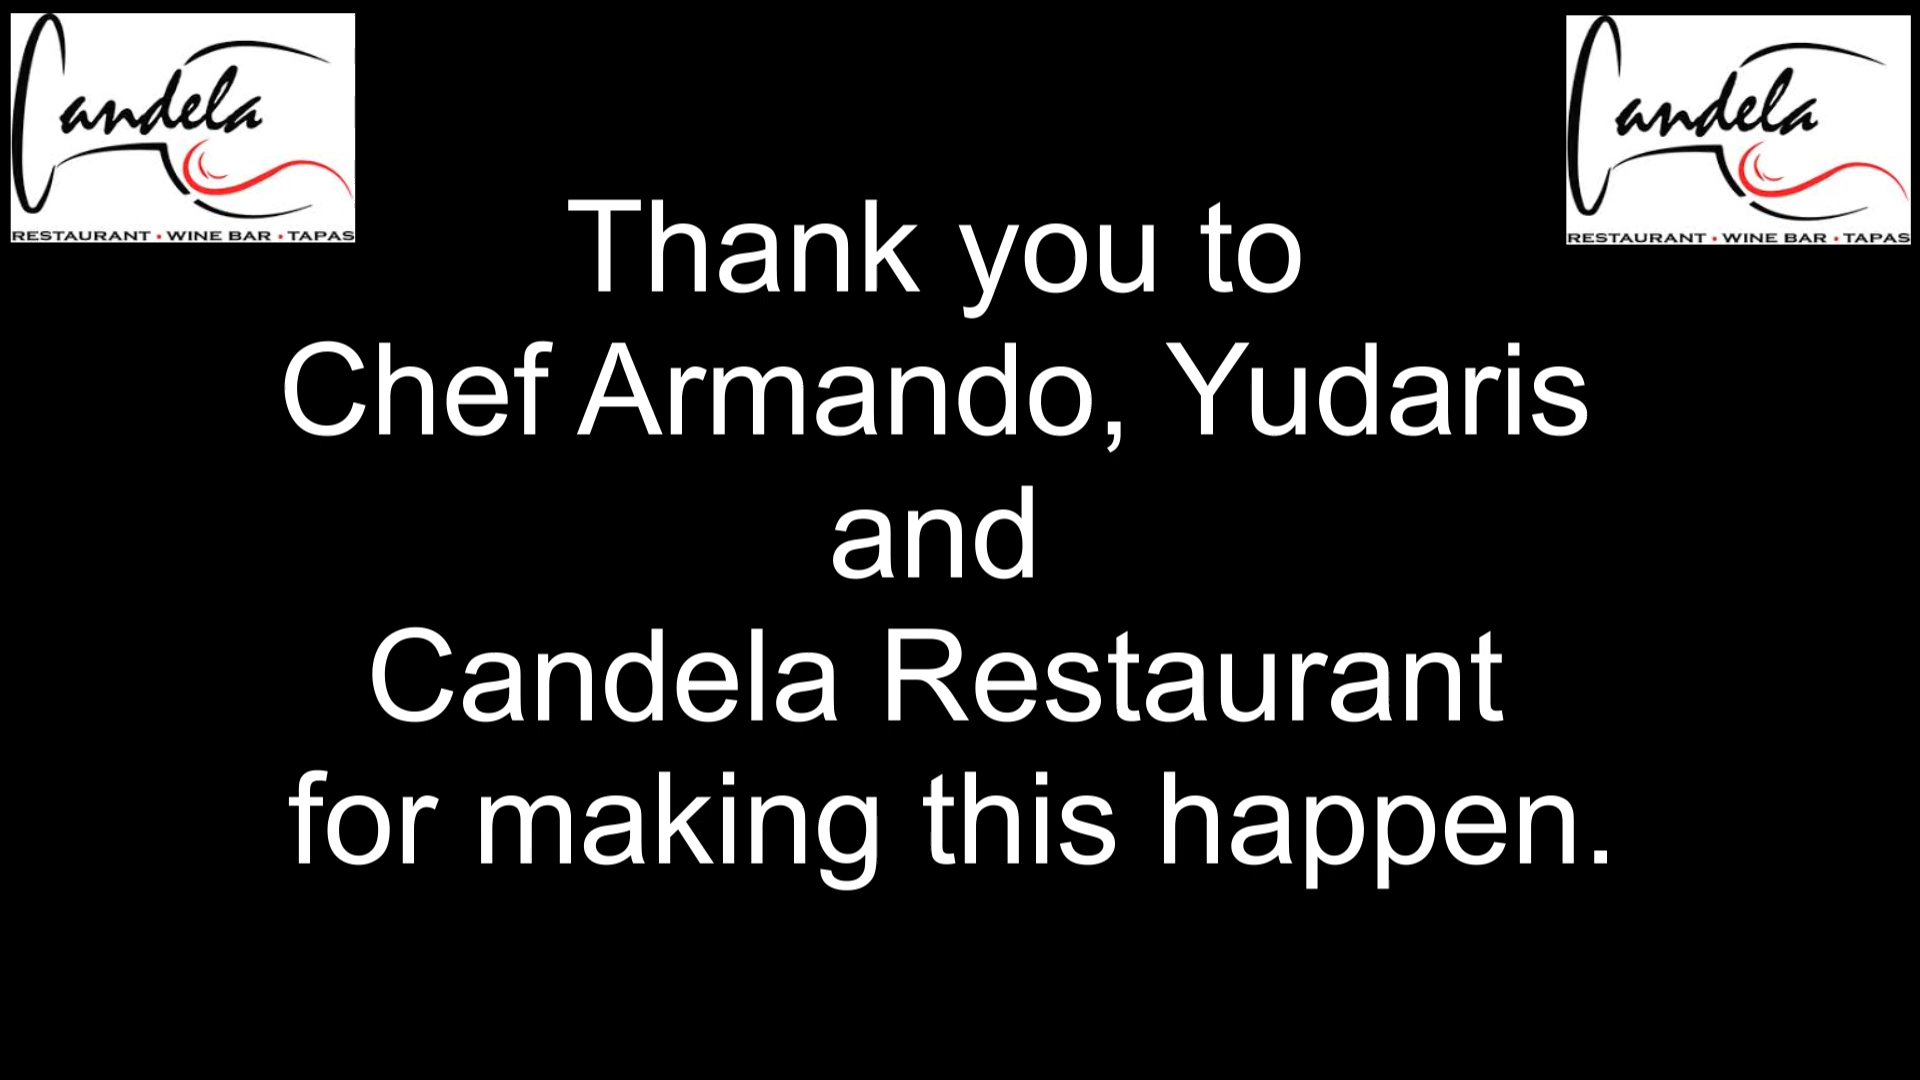 Candela
RESTAURANT • WINE BAR • TAPAS
Candela
RESTAURANT • WINE BAR • TAPAS
Thank you to
Chef Armando, Yudaris
and
Candela Restaurant
for making this happen.